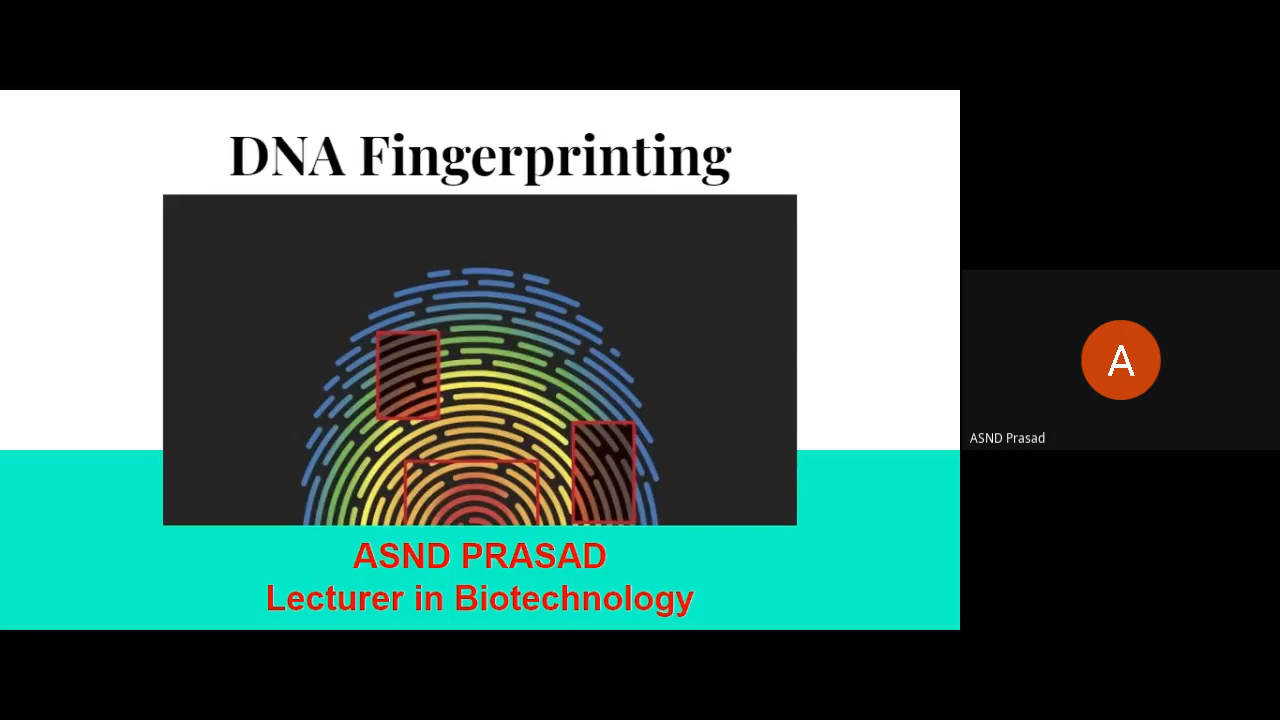 DNA Fingerprinting
ASND PRASAD
Lecturer in Biotechnology
A
ASND Prasad